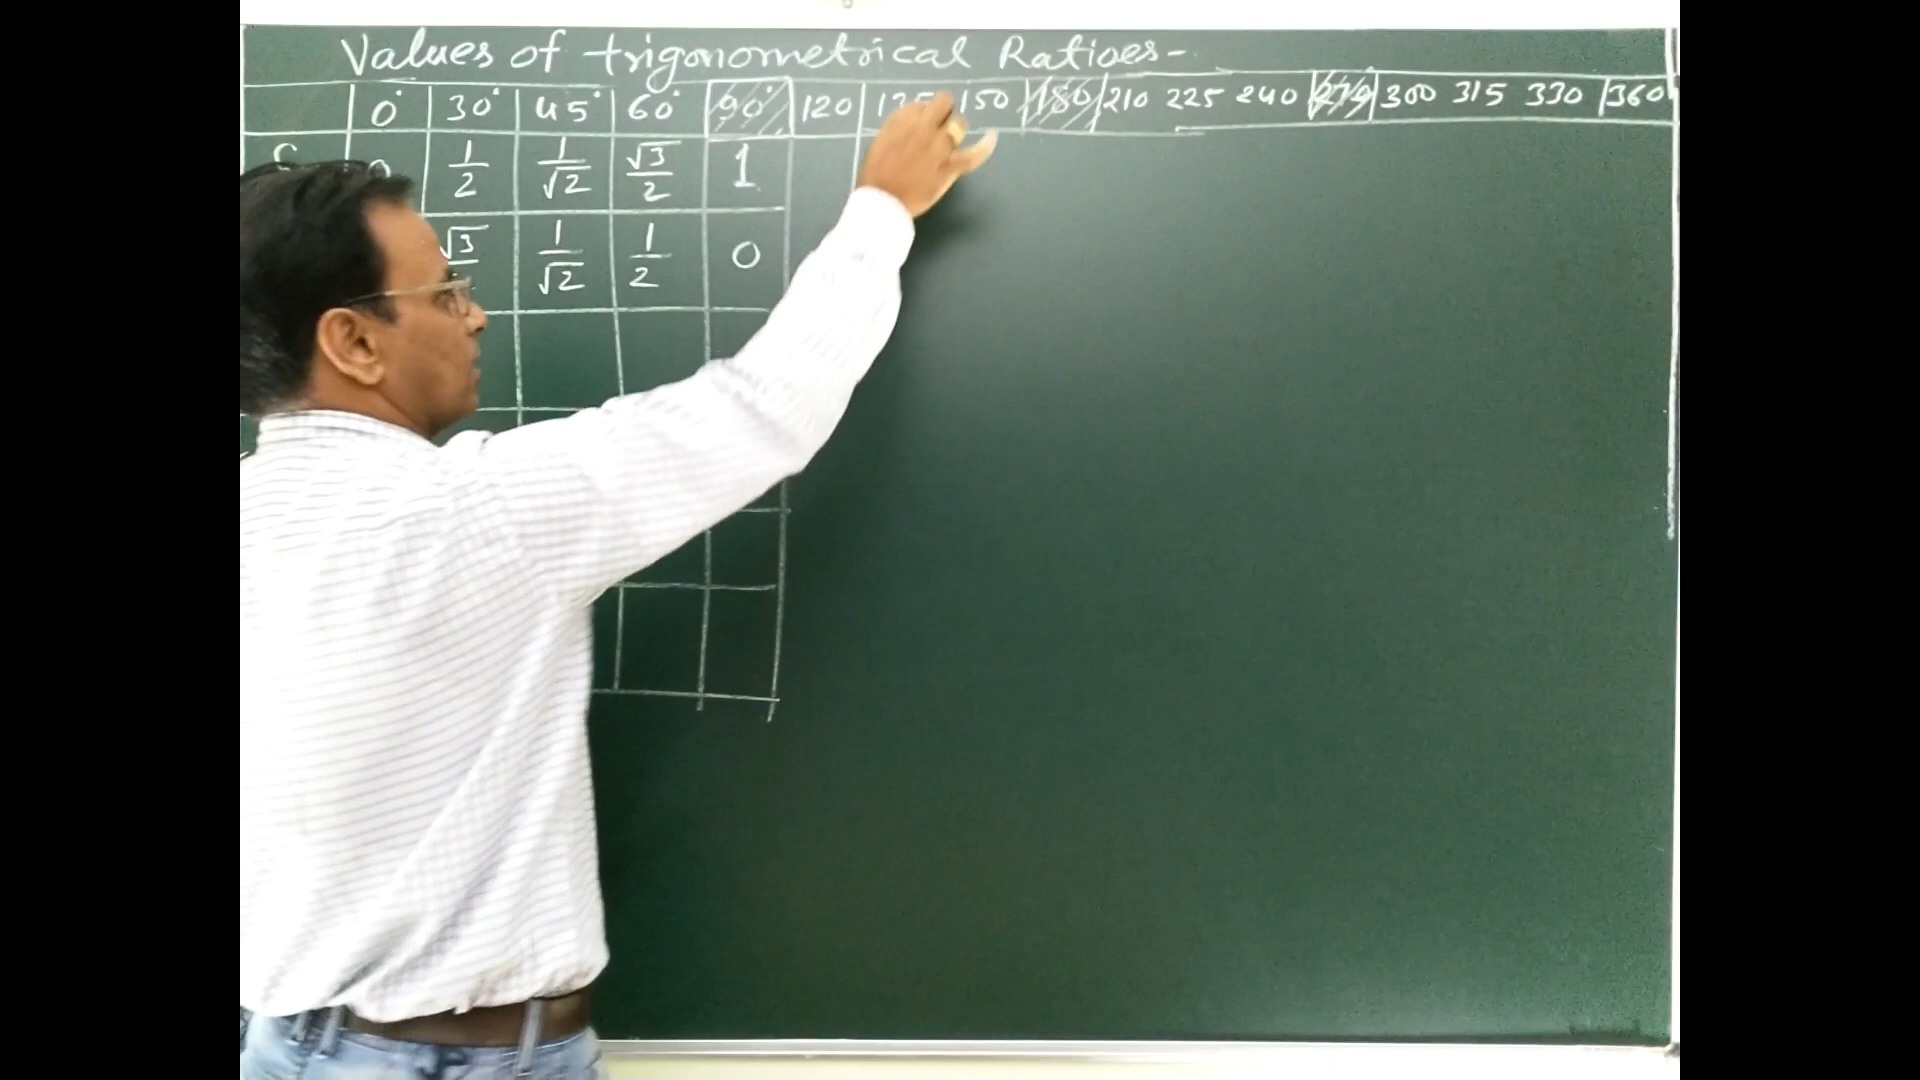 Values of trigonometrical Ratioes-
0° 30° 45° 60° 90° 120 135 150 180 210 225 240 270 300 315 330 360
0 1/2 1/√2 √3/2 1
√3 1/√2 1/2 0